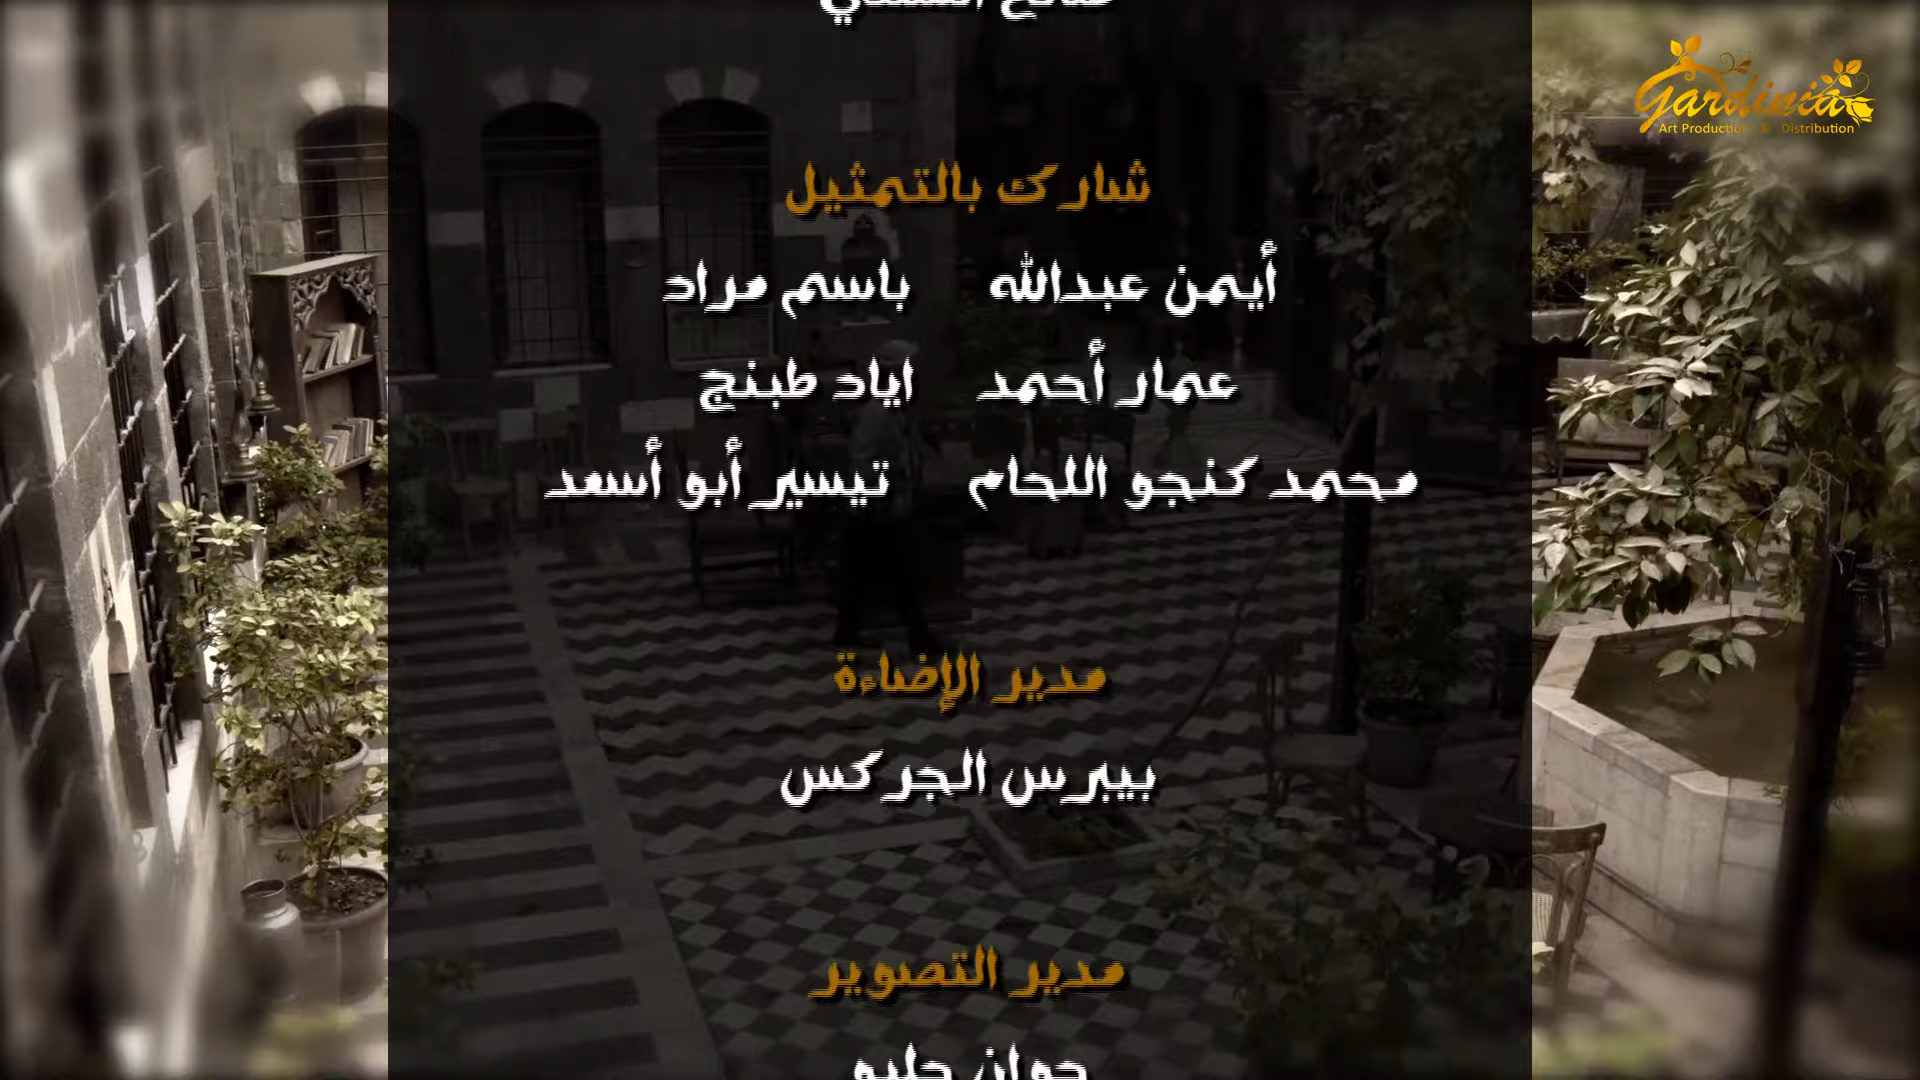 Gardinia
Art Production & Distribution
شارك بالتمثيل
أيمن عبدالله باسم مراد
عمار أحمد اياد طبنج
محمد كنجو اللحام تيسير أبو أسعد
مدير الإضاءة
بيبرس الجركس
مدير التصوير